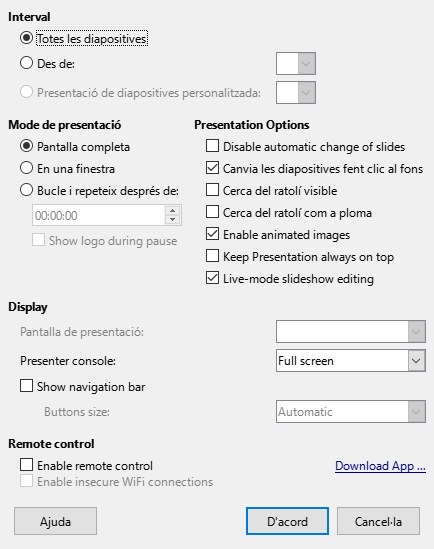 Interval
Totes les diapositives
Des de:
Presentació de diapositives personalitzada:
Mode de presentació
Pantalla completa
En una finestra
Bucle i repeteix després de:
00:00:00
Show logo during pause
Presentation Options
Disable automatic change of slides
Canvia les diapositives fent clic al fons
Cerca del ratolí visible
Cerca del ratolí com a ploma
Enable animated images
Keep Presentation always on top
Live-mode slideshow editing
Display
Pantalla de presentació:
Presenter console: Full screen
Show navigation bar
Buttons size: Automatic
Remote control
Enable remote control Download App ...
Enable insecure WiFi connections
Ajuda D'acord Cancel·la